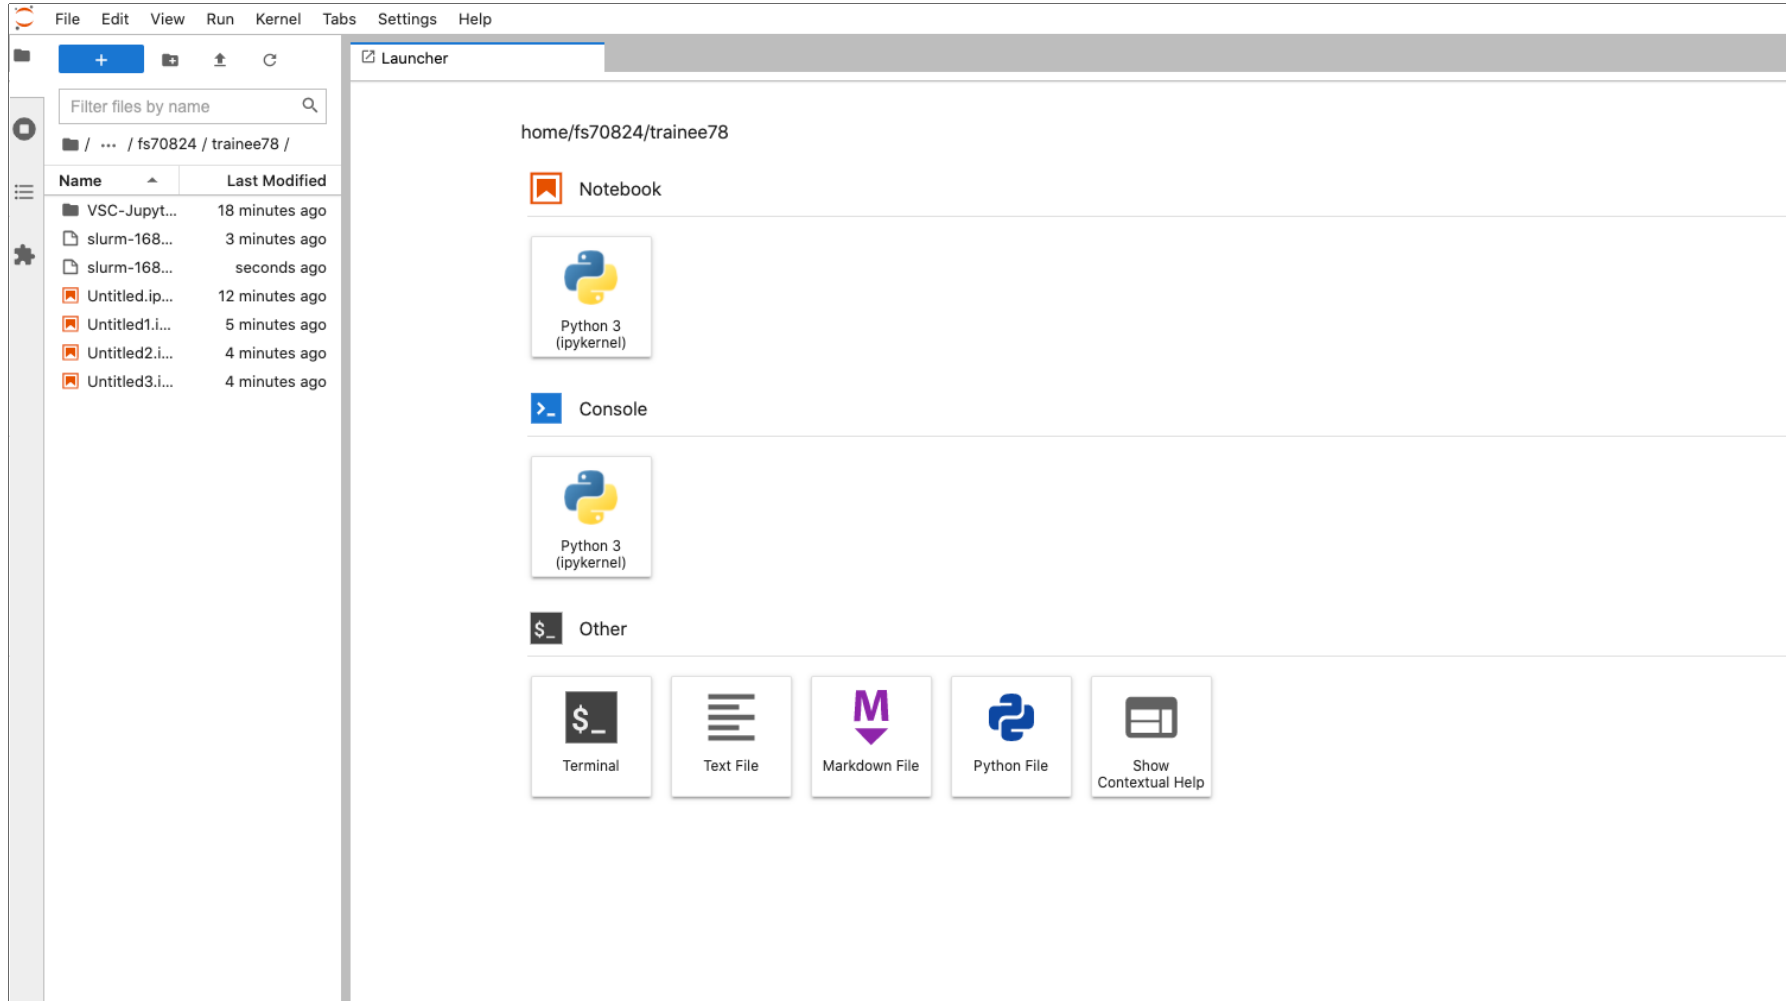 File Edit View Run Kernel Tabs Settings Help
+
Launcher
Filter files by name
/ ··· / fs70824 / trainee78 /
Name Last Modified
VSC-Jupyt... 18 minutes ago
slurm-168... 3 minutes ago
slurm-168... seconds ago
Untitled.ip... 12 minutes ago
Untitled1.i... 5 minutes ago
Untitled2.i... 4 minutes ago
Untitled3.i... 4 minutes ago
home/fs70824/trainee78
Notebook
Python 3
(ipykernel)
>_ Console
Python 3
(ipykernel)
$_ Other
$_
M
Terminal
Text File
Markdown File
Python File
Show
Contextual Help